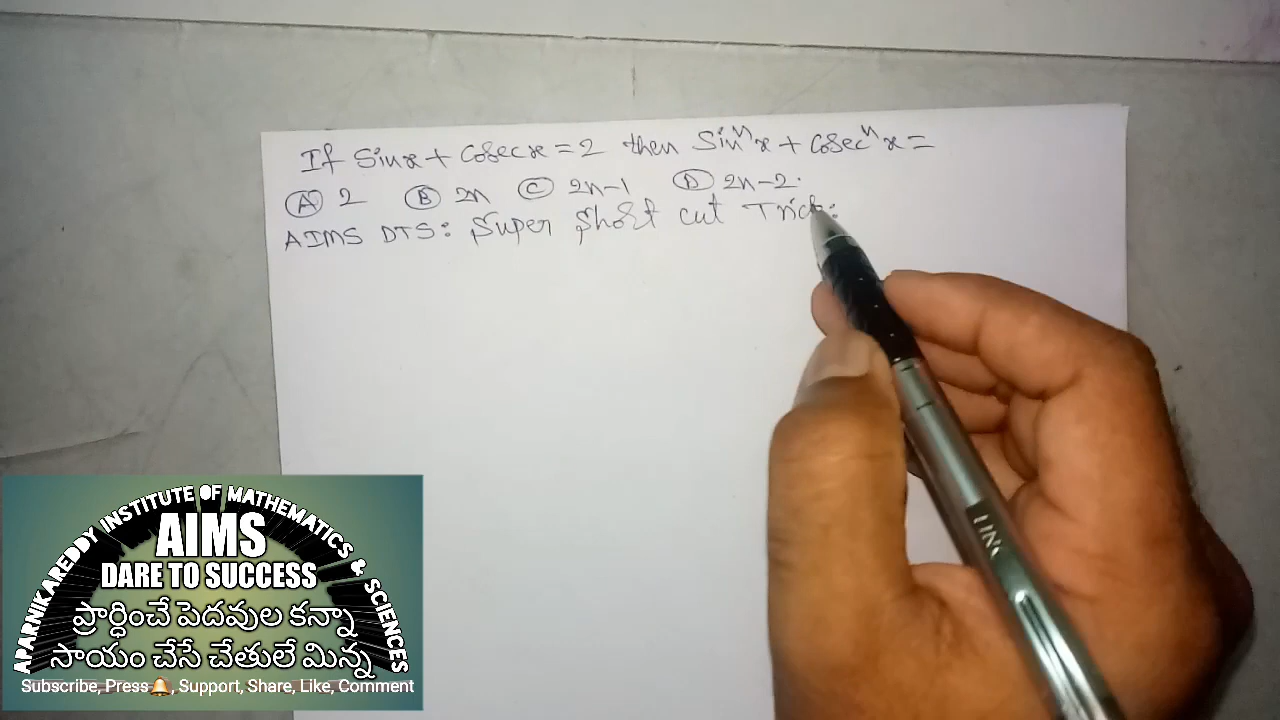 If Sinx + Cosecx = 2 then Sinⁿx + Cosecⁿx =
(A) 2 (B) 2n (C) 2n-1 (D) 2n-2.
AIMS DTS: Super Short cut Trick:
APARNIKAREDDY INSTITUTE OF MATHEMATICS & SCIENCES
AIMS
DARE TO SUCCESS
ప్రార్ధించే పెదవుల కన్నా
సాయం చేసే చేతులే మిన్న
Subscribe, Press🔔, Support, Share, Like, Comment